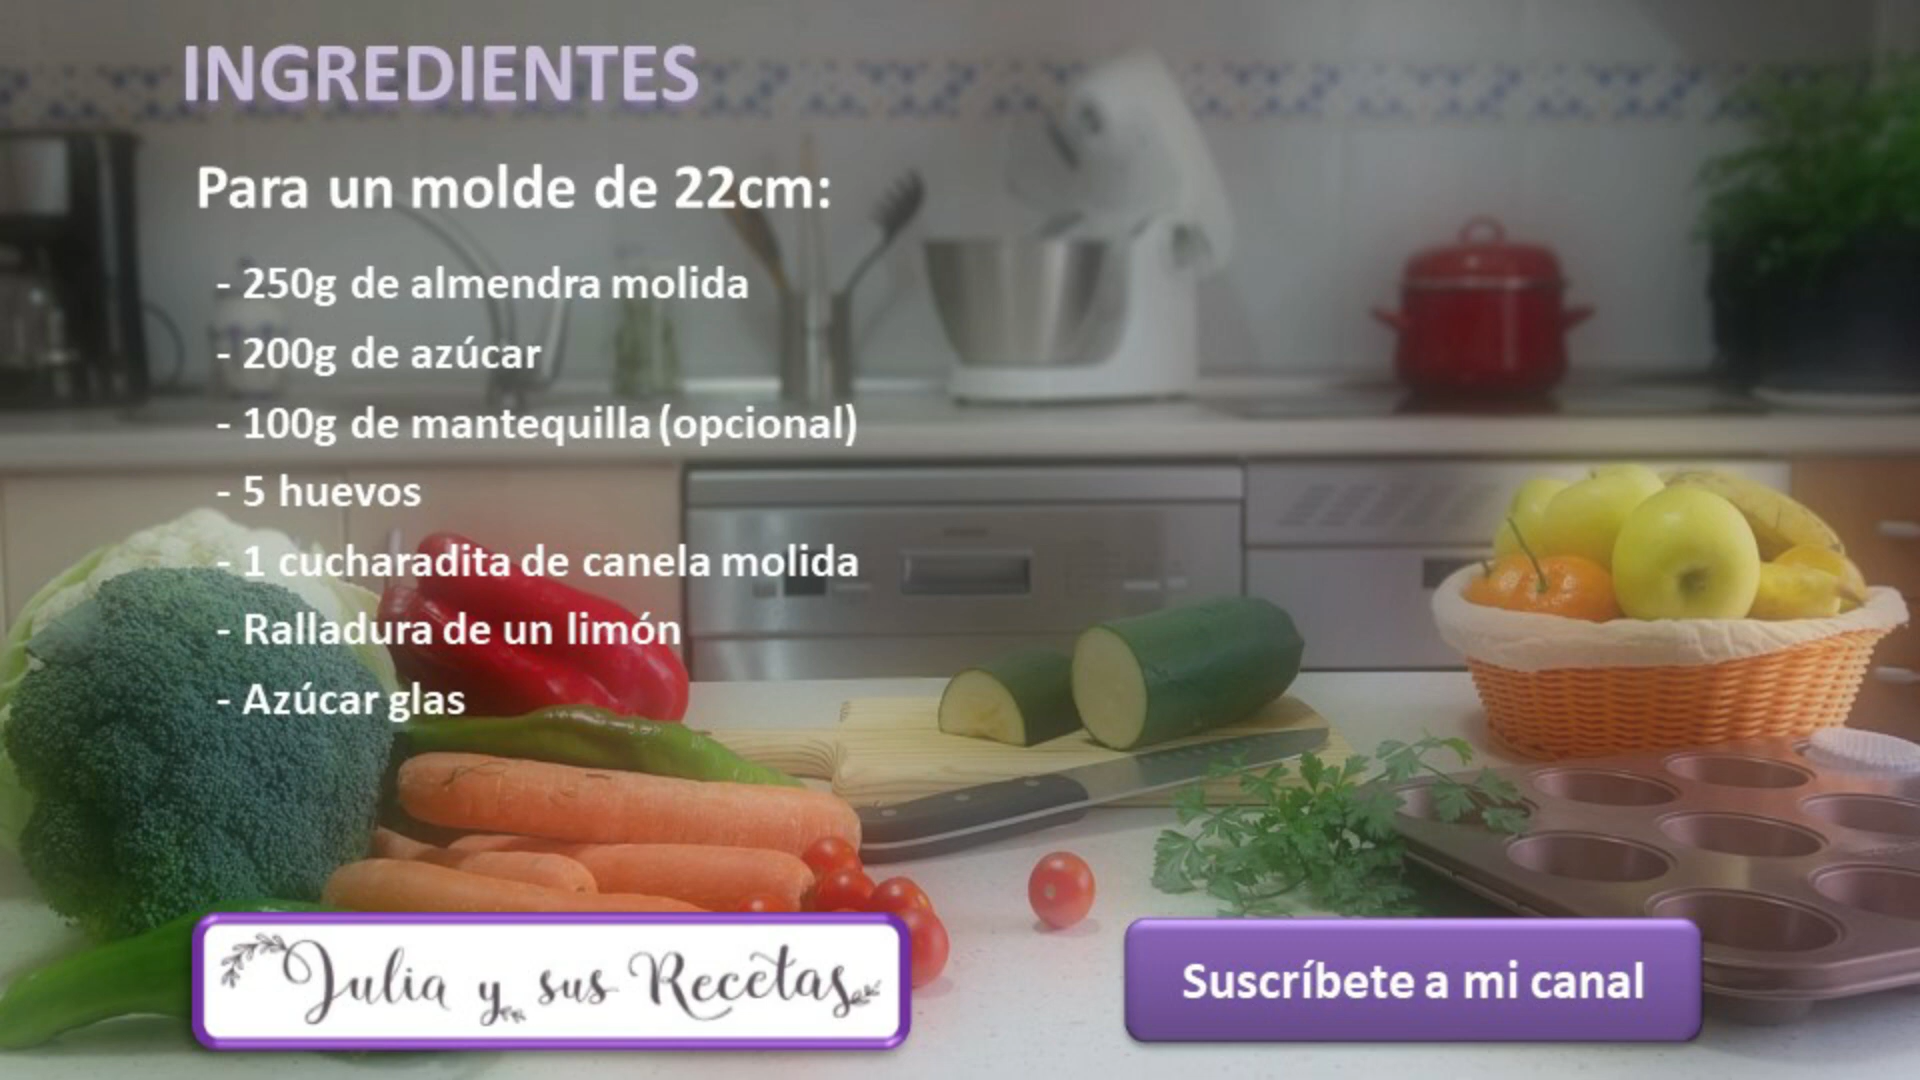 INGREDIENTES
Para un molde de 22cm:
- 250g de almendra molida
- 200g de azúcar
- 100g de mantequilla (opcional)
- 5 huevos
- 1 cucharadita de canela molida
- Ralladura de un limón
- Azúcar glas
Julia y sus Recetas
Suscríbete a mi canal